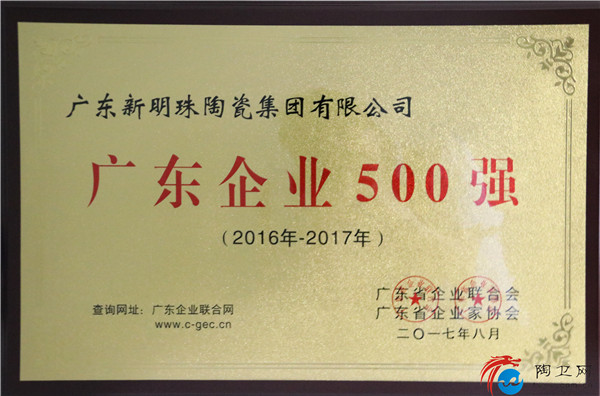 广东新明珠陶瓷集团有限公司
广东企业500强
（2016年-2017年）
广东省企业联合会
广东省企业家协会
二〇一七年八月
查询网址：广东企业联合网
www.c-gec.cn
陶卫网